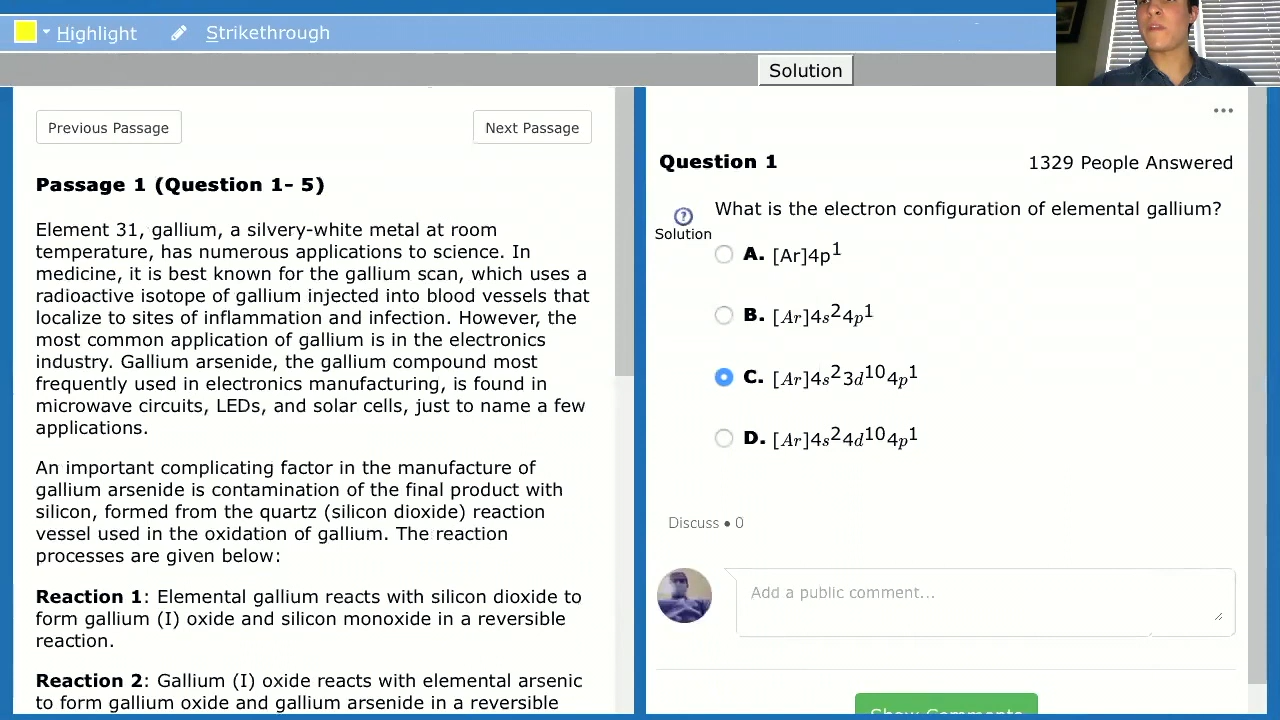 Highlight
Strikethrough
Solution
Previous Passage
Next Passage
Passage 1 (Question 1- 5)
Element 31, gallium, a silvery-white metal at room
temperature, has numerous applications to science. In
medicine, it is best known for the gallium scan, which uses a
radioactive isotope of gallium injected into blood vessels that
localize to sites of inflammation and infection. However, the
most common application of gallium is in the electronics
industry. Gallium arsenide, the gallium compound most
frequently used in electronics manufacturing, is found in
microwave circuits, LEDs, and solar cells, just to name a few
applications.
An important complicating factor in the manufacture of
gallium arsenide is contamination of the final product with
silicon, formed from the quartz (silicon dioxide) reaction
vessel used in the oxidation of gallium. The reaction
processes are given below:
Reaction 1: Elemental gallium reacts with silicon dioxide to
form gallium (I) oxide and silicon monoxide in a reversible
reaction.
Reaction 2: Gallium (I) oxide reacts with elemental arsenic
to form gallium oxide and gallium arsenide in a reversible
Question 1
1329 People Answered
? What is the electron configuration of elemental gallium?
Solution
A. [Ar]4p¹
B. [Ar]4s²4p¹
C. [Ar]4s²3d¹⁰4p¹
D. [Ar]4s²4d¹⁰4p¹
Discuss • 0
Add a public comment...
Show Comments